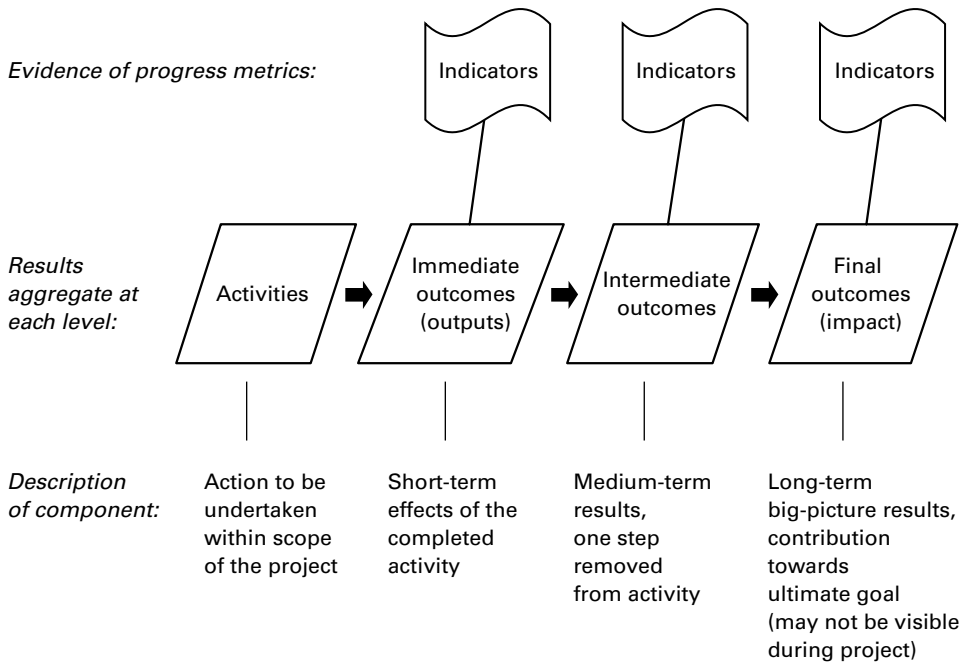 Evidence of progress metrics:
Indicators
Indicators
Indicators
Results
aggregate at
each level:
Activities
Immediate
outcomes
(outputs)
Intermediate
outcomes
Final
outcomes
(impact)
Description
of component:
Action to be
undertaken
within scope
of the project
Short-term
effects of the
completed
activity
Medium-term
results,
one step
removed
from activity
Long-term
big-picture results,
contribution
towards
ultimate goal
(may not be visible
during project)